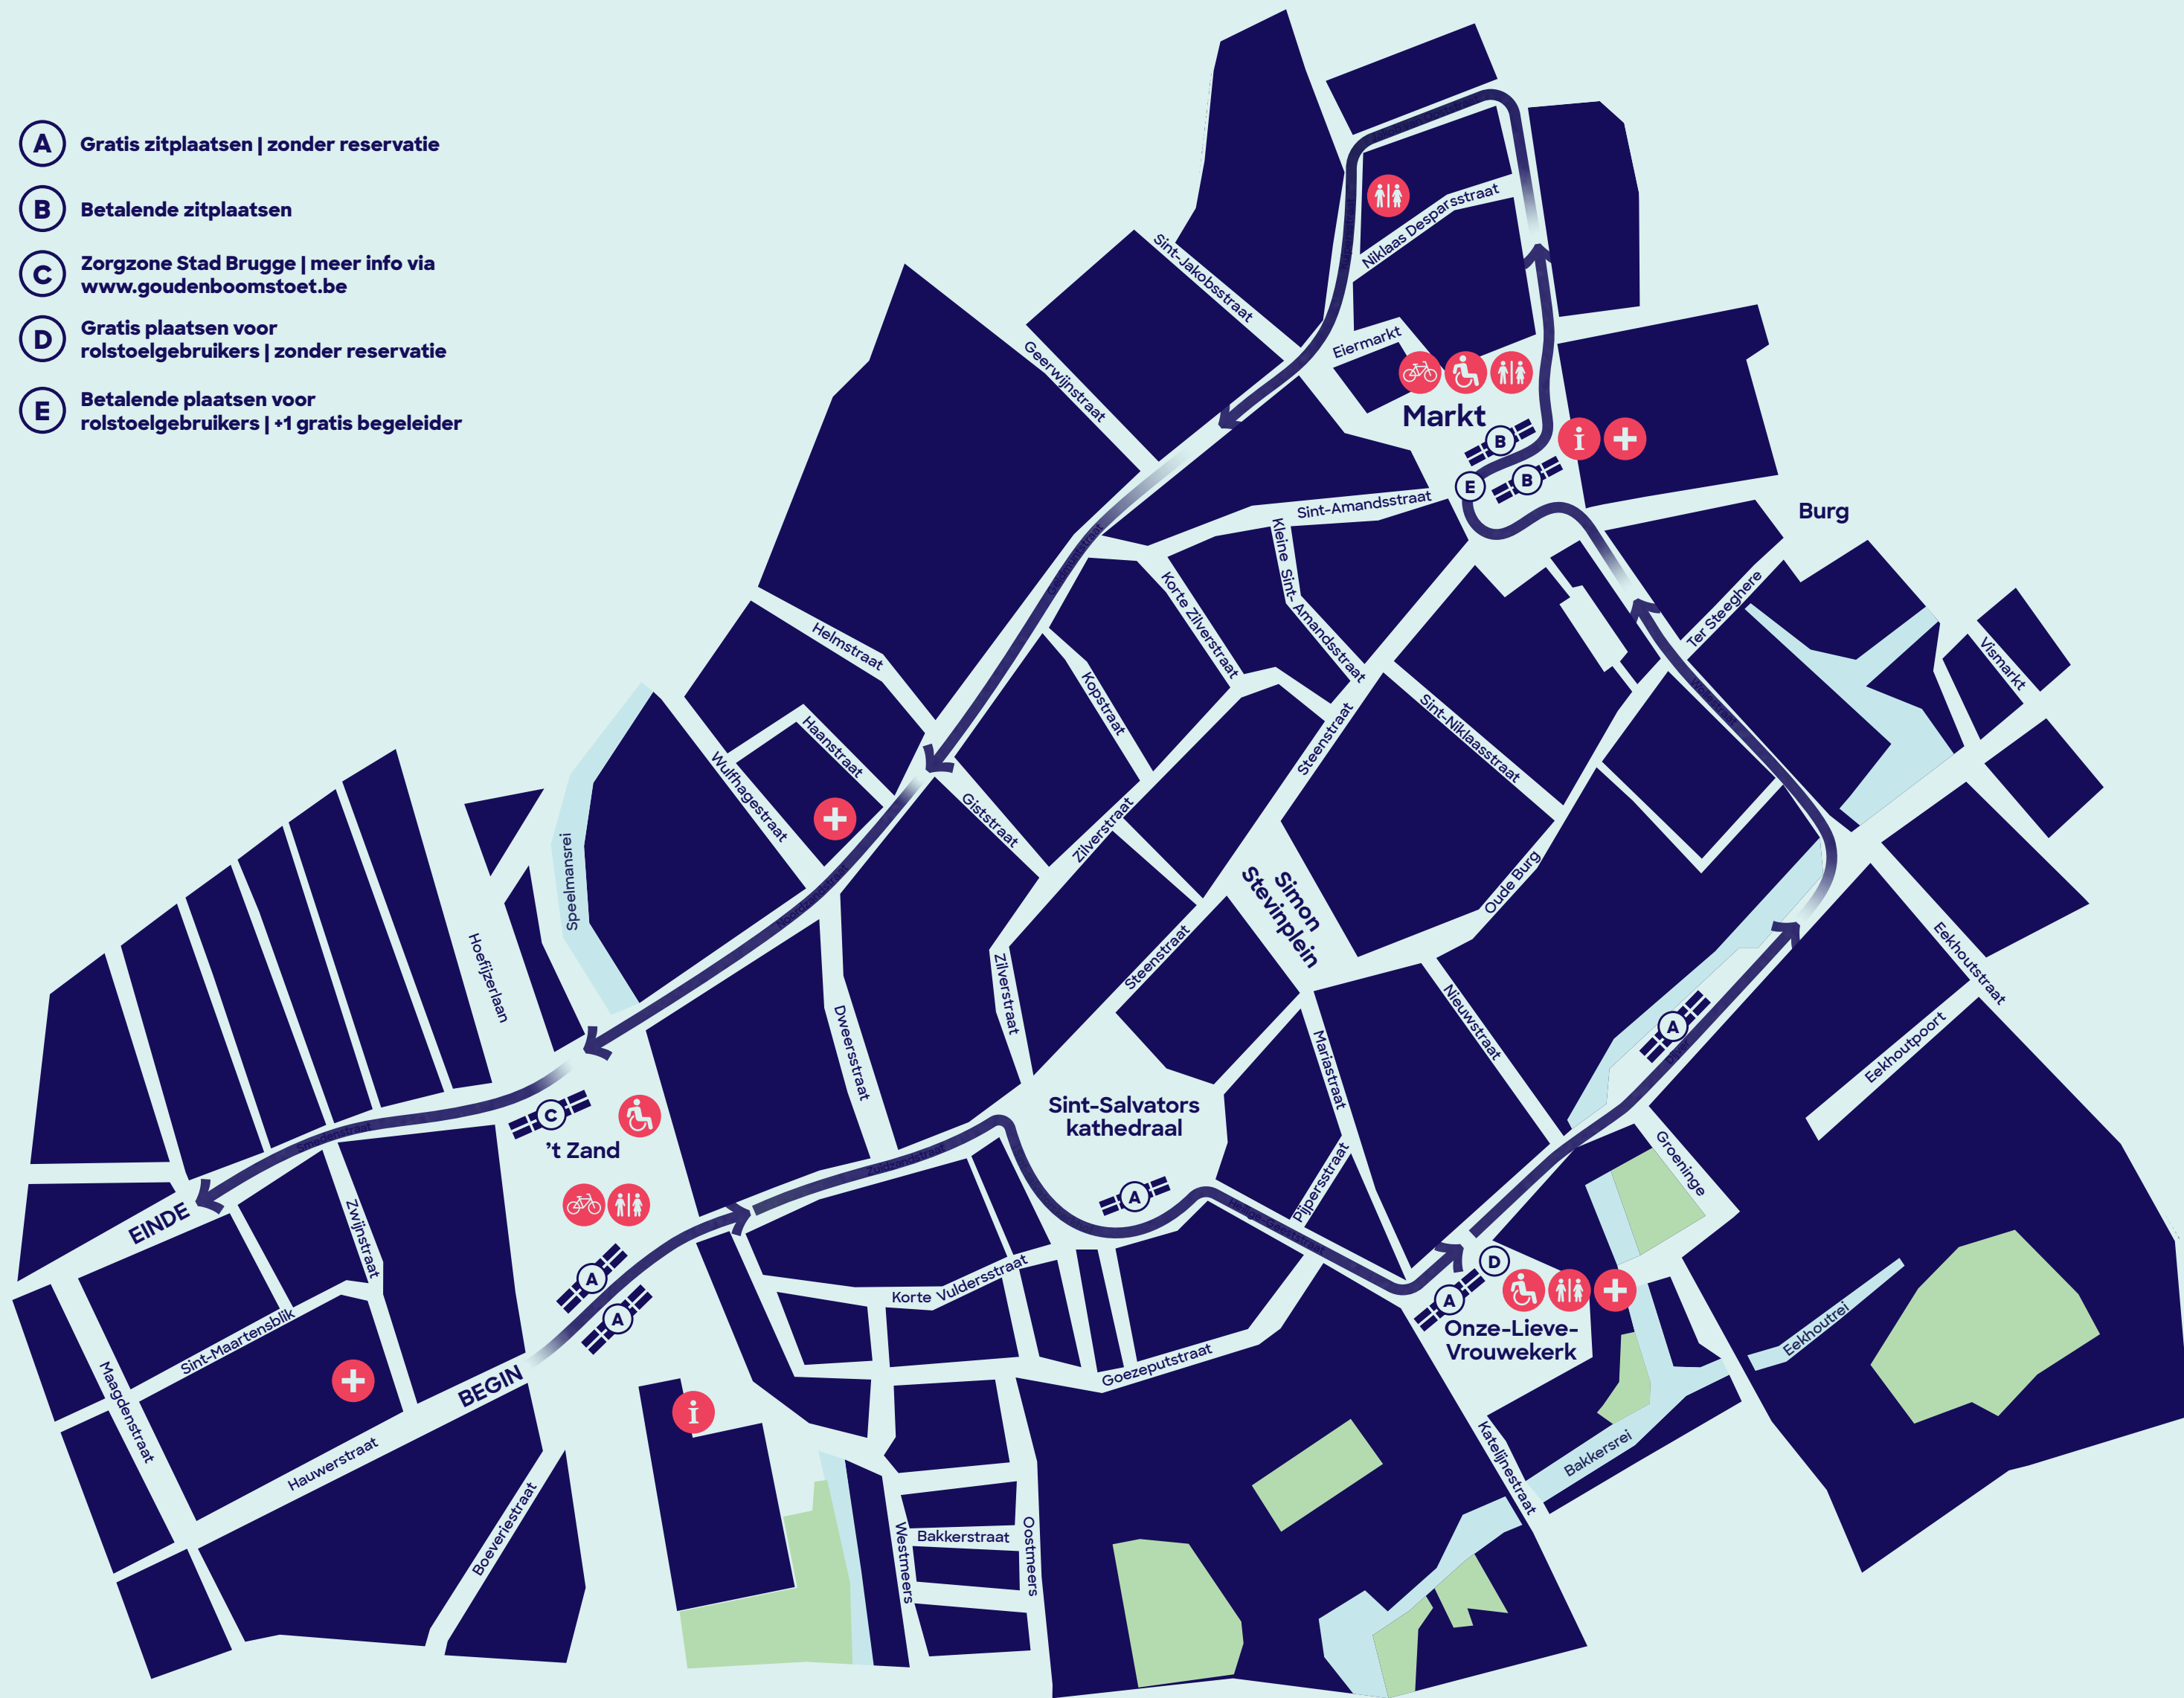 A Gratis zitplaatsen | zonder reservatie
B Betalende zitplaatsen
C Zorgzone Stad Brugge | meer info via
www.goudenboomstoet.be
D Gratis plaatsen voor
rolstoelgebruikers | zonder reservatie
E Betalende plaatsen voor
rolstoelgebruikers | +1 gratis begeleider
Niklaas Desparsstraat
Sint-Jakobsstraat
Eiermarkt
Geerwijnstraat
Markt
B
i
B
E
Sint-Amandsstraat
Burg
Kleine Sint-Amandsstraat
Korte Zilverstraat
Ter Steeghere
Vismarkt
Helmstraat
Kopstraat
Haanstraat
Wulfhagestraat
Steenstraat
Sint-Niklaasstraat
Giststraat
Zilverstraat
Speelmansrei
Simon
Stevinplein
Oude Burg
Hoefijzerlaan
Steenstraat
Zilverstraat
Eekhoutstraat
Nieuwstraat
A
Dweersstraat
Mariastraat
Eekhoutpoort
C
't Zand
Sint-Salvators
kathedraal
Groeninge
Pijpersstraat
A
EINDE
Zwijnstraat
D
A
A
A
Korte Vuldersstraat
Onze-Lieve-
Vrouwekerk
Eekhoutrei
Sint-Maartensblik
Goezeputstraat
Maagdenstraat
BEGIN
i
Hauwerstraat
Katelijnestraat
Bakkersrei
Boeveriestraat
Westmeers
Bakkerstraat
Oostmeers